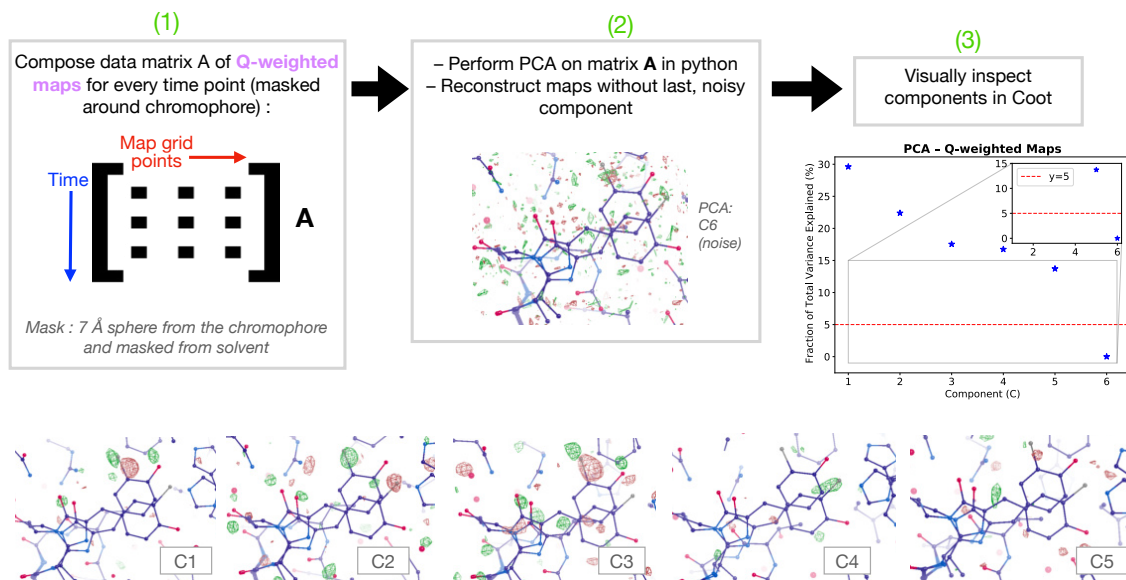 (1)
Compose data matrix A of Q-weighted
maps for every time point (masked
around chromophore) :
Map grid
points
Time
A
Mask : 7 Å sphere from the chromophore
and masked from solvent
(2)
– Perform PCA on matrix A in python
– Reconstruct maps without last, noisy
component
PCA:
C6
(noise)
(3)
Visually inspect
components in Coot
PCA – Q-weighted Maps
Fraction of Total Variance Explained (%)
30
25
20
15
10
5
0
1
2
3
4
5
6
Component (C)
y=5
15
10
5
0
2
4
6
C1
C2
C3
C4
C5